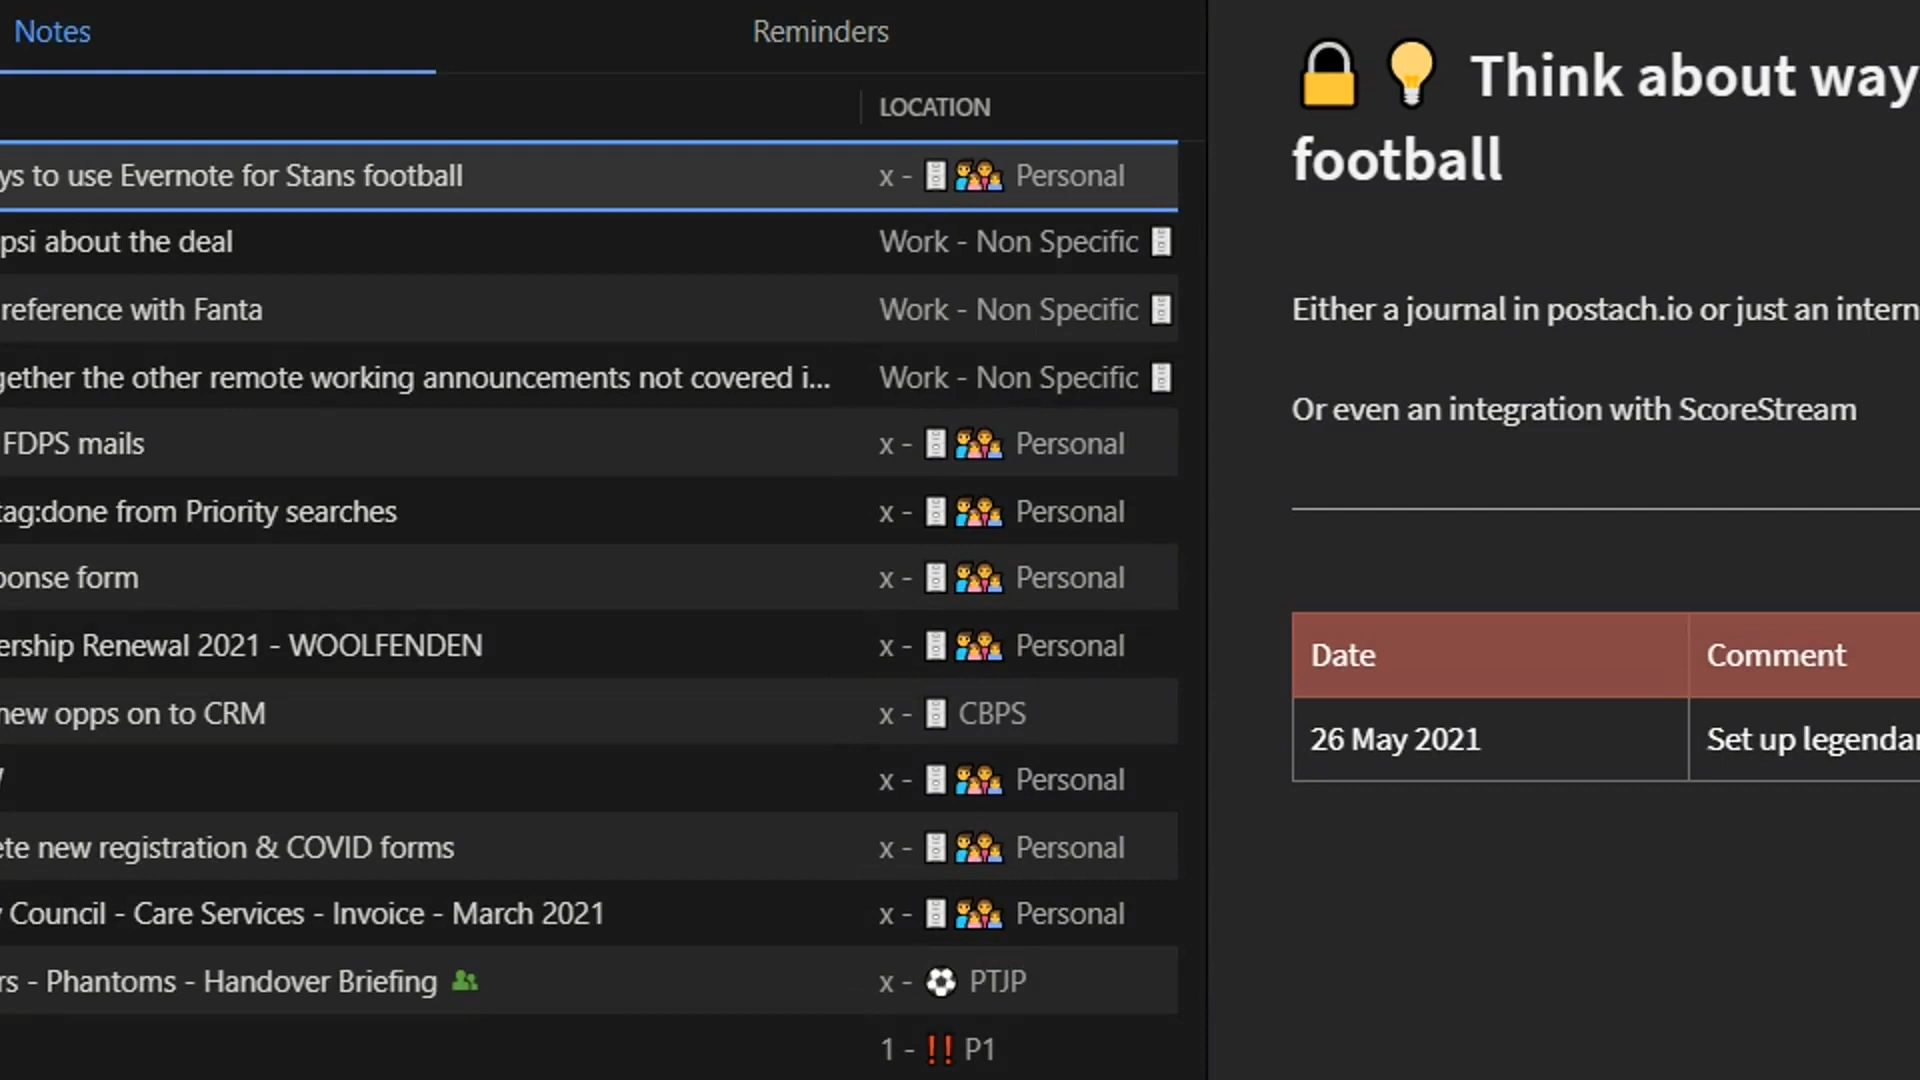 Notes
Reminders
LOCATION
ys to use Evernote for Stans football
x - Personal
psi about the deal
Work - Non Specific
reference with Fanta
Work - Non Specific
gether the other remote working announcements not covered i...
Work - Non Specific
FDPS mails
x - Personal
tag:done from Priority searches
x - Personal
ponse form
x - Personal
ership Renewal 2021 - WOOLFENDEN
x - Personal
new opps on to CRM
x - CBPS
x - Personal
ete new registration & COVID forms
x - Personal
y Council - Care Services - Invoice - March 2021
x - Personal
rs - Phantoms - Handover Briefing
x - ⚽ PTJP
1 - ‼ P1
🔒 💡 Think about way
football
Either a journal in postach.io or just an intern
Or even an integration with ScoreStream
Date
Comment
26 May 2021
Set up legendar